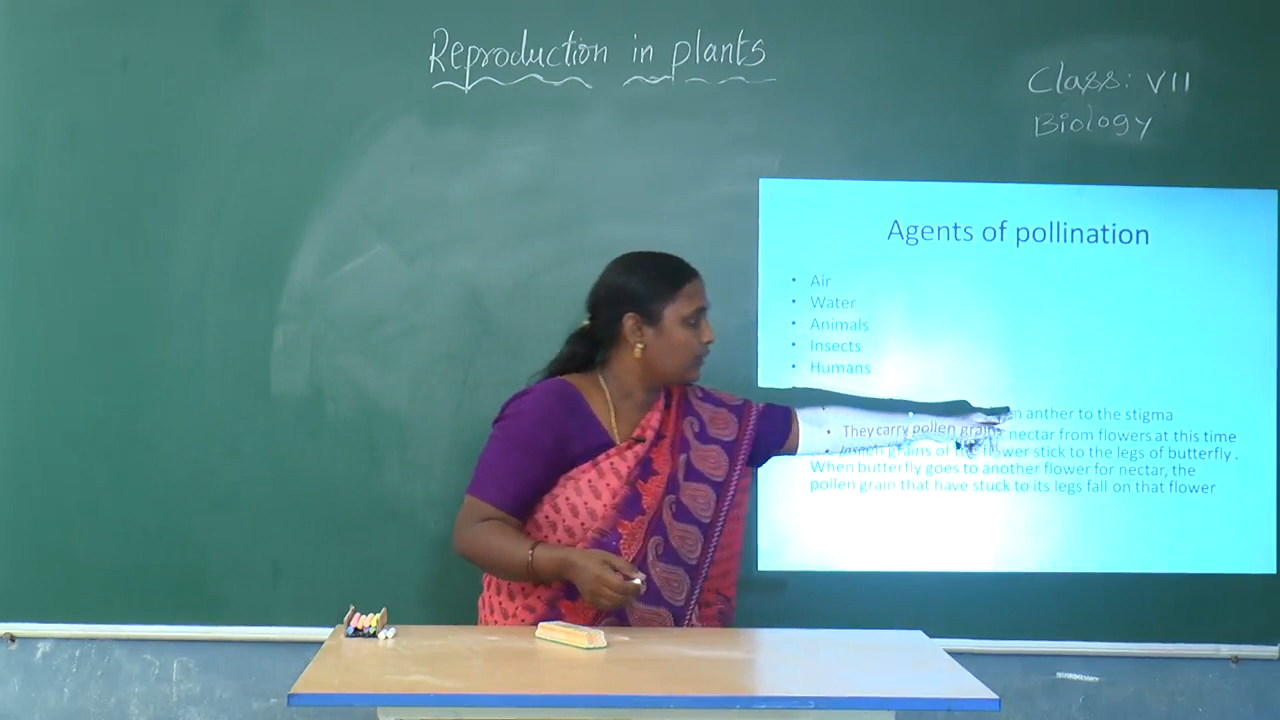 Reproduction in plants
Class: VII
Biology
Agents of pollination
• Air
• Water
• Animals
• Insects
• Humans
anther to the stigma
• They carry pollen grains nectar from flowers at this time
• grains of the flower stick to the legs of butterfly .
When butterfly goes to another flower for nectar, the
pollen grain that have stuck to its legs fall on that flower